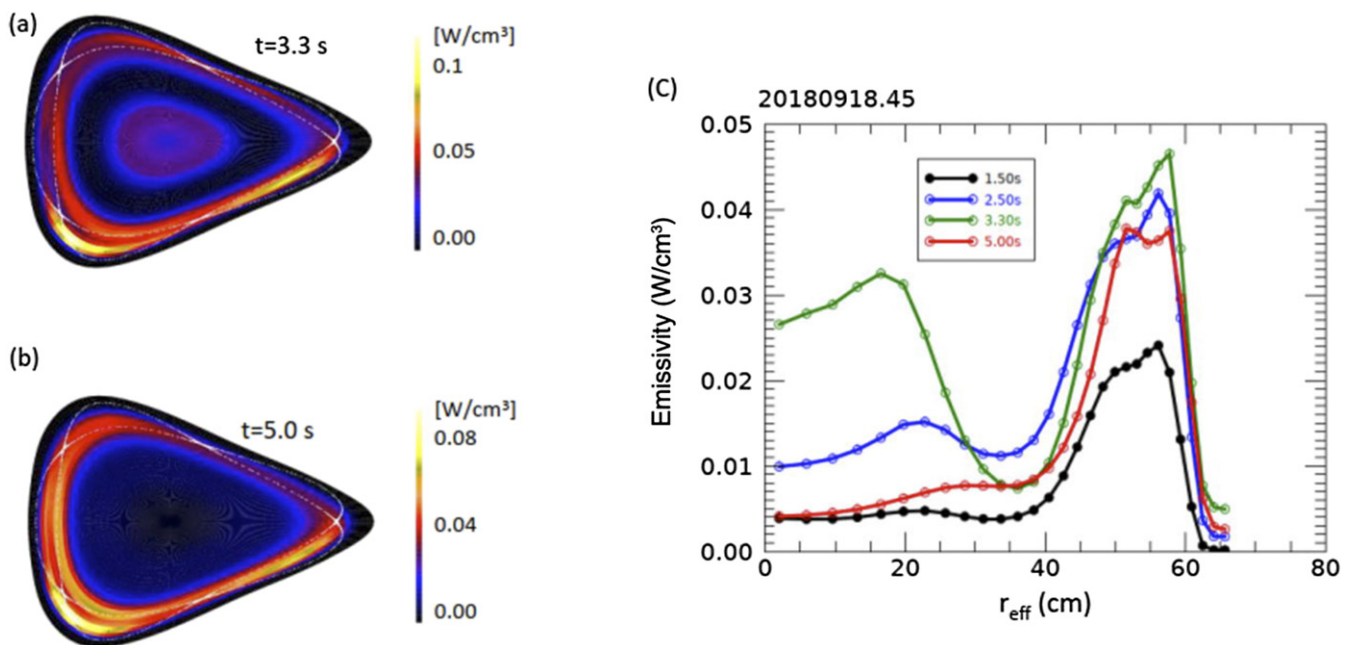 (a)
t=3.3 s
[W/cm³]
0.1
0.05
0.00
(b)
t=5.0 s
[W/cm³]
0.08
0.04
0.00
(C)
20180918.45
0.05
0.04
0.03
0.02
0.01
0.00
Emissivity (W/cm³)
1.50s
2.50s
3.30s
5.00s
0 20 40 60 80
r_eff (cm)